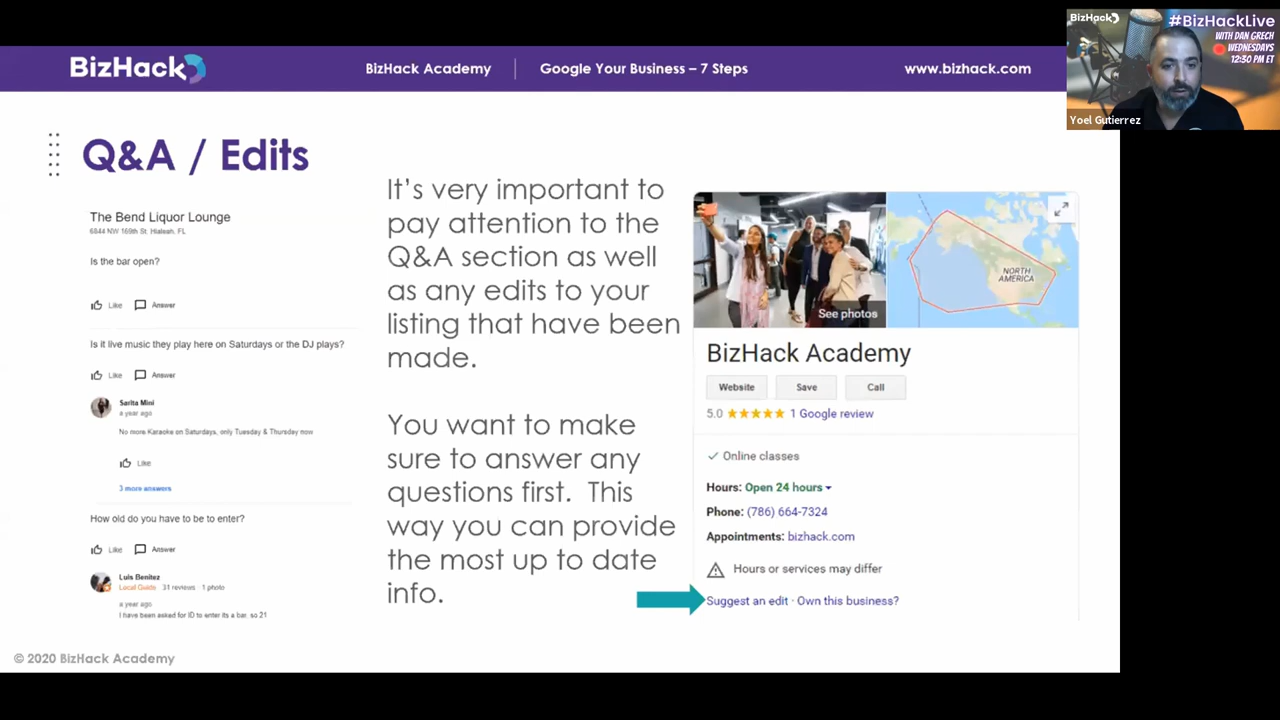 BizHack
BizHack Academy
Google Your Business – 7 Steps
www.bizhack.com
BizHack
#BizHackLive
WITH DAN GRECH
WEDNESDAYS
12:30 PM ET
Yoel Gutierrez
Q&A / Edits
The Bend Liquor Lounge
6844 NW 169th St, Hialeah, FL
Is the bar open?
Like Answer
Is it live music they play here on Saturdays or the DJ plays?
Like Answer
Sarita Mini
a year ago
No more Karaoke on Saturdays, only Tuesday & Thursday now
Like
3 more answers
How old do you have to be to enter?
Like Answer
Luis Benitez
Local Guide 31 reviews 1 photo
a year ago
I have been asked for ID to enter its a bar, so 21
It's very important to
pay attention to the
Q&A section as well
as any edits to your
listing that have been
made.
You want to make
sure to answer any
questions first. This
way you can provide
the most up to date
info.
See photos
NORTH
AMERICA
BizHack Academy
Website Save Call
5.0 1 Google review
Online classes
Hours: Open 24 hours
Phone: (786) 664-7324
Appointments: bizhack.com
Hours or services may differ
Suggest an edit · Own this business?
© 2020 BizHack Academy